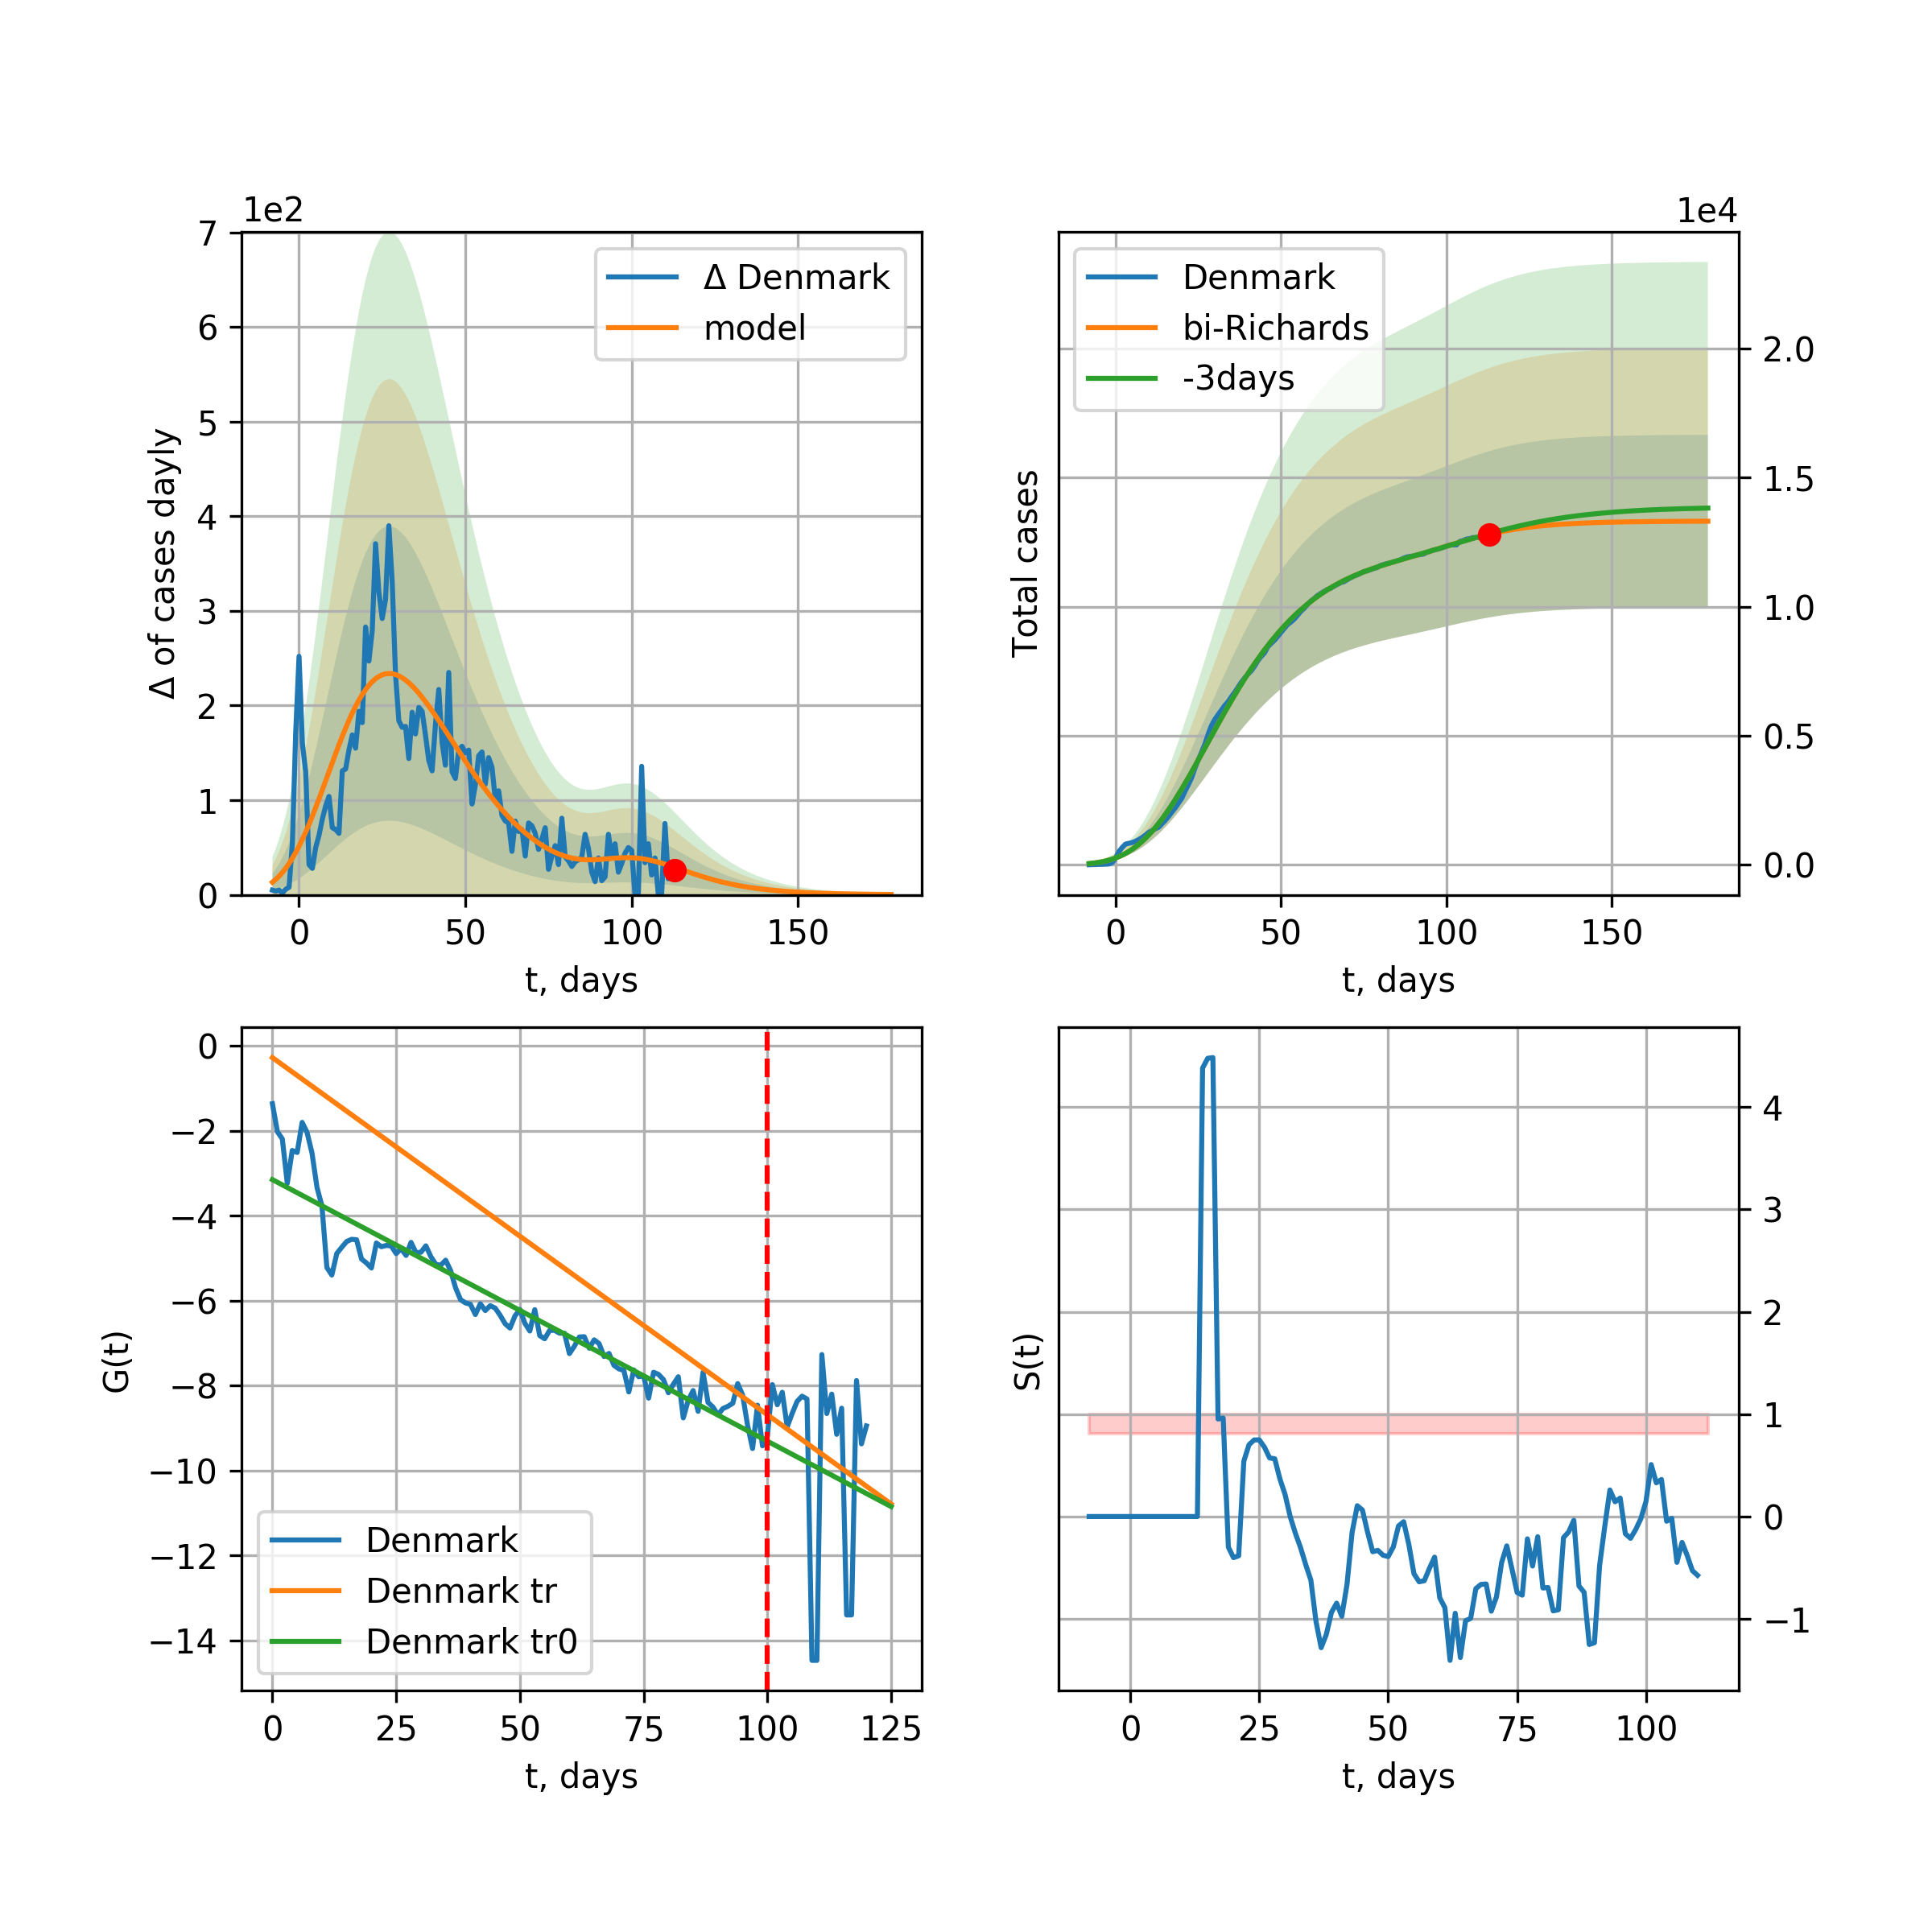 1e2
7
6
5
4
3
2
1
0
Δ of cases dayly
Δ Denmark
model
0 50 100 150
t, days
1e4
Denmark
bi-Richards
-3days
Total cases
2.0
1.5
1.0
0.5
0.0
0 50 100 150
t, days
0
−2
−4
−6
−8
−10
−12
−14
G(t)
Denmark
Denmark tr
Denmark tr0
0 25 50 75 100 125
t, days
S(t)
4
3
2
1
0
−1
0 25 50 75 100
t, days